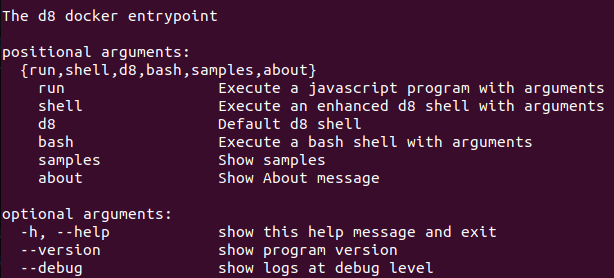 The d8 docker entrypoint
positional arguments:
{run,shell,d8,bash,samples,about}
run Execute a javascript program with arguments
shell Execute an enhanced d8 shell with arguments
d8 Default d8 shell
bash Execute a bash shell with arguments
samples Show samples
about Show About message
optional arguments:
-h, --help show this help message and exit
--version show program version
--debug show logs at debug level